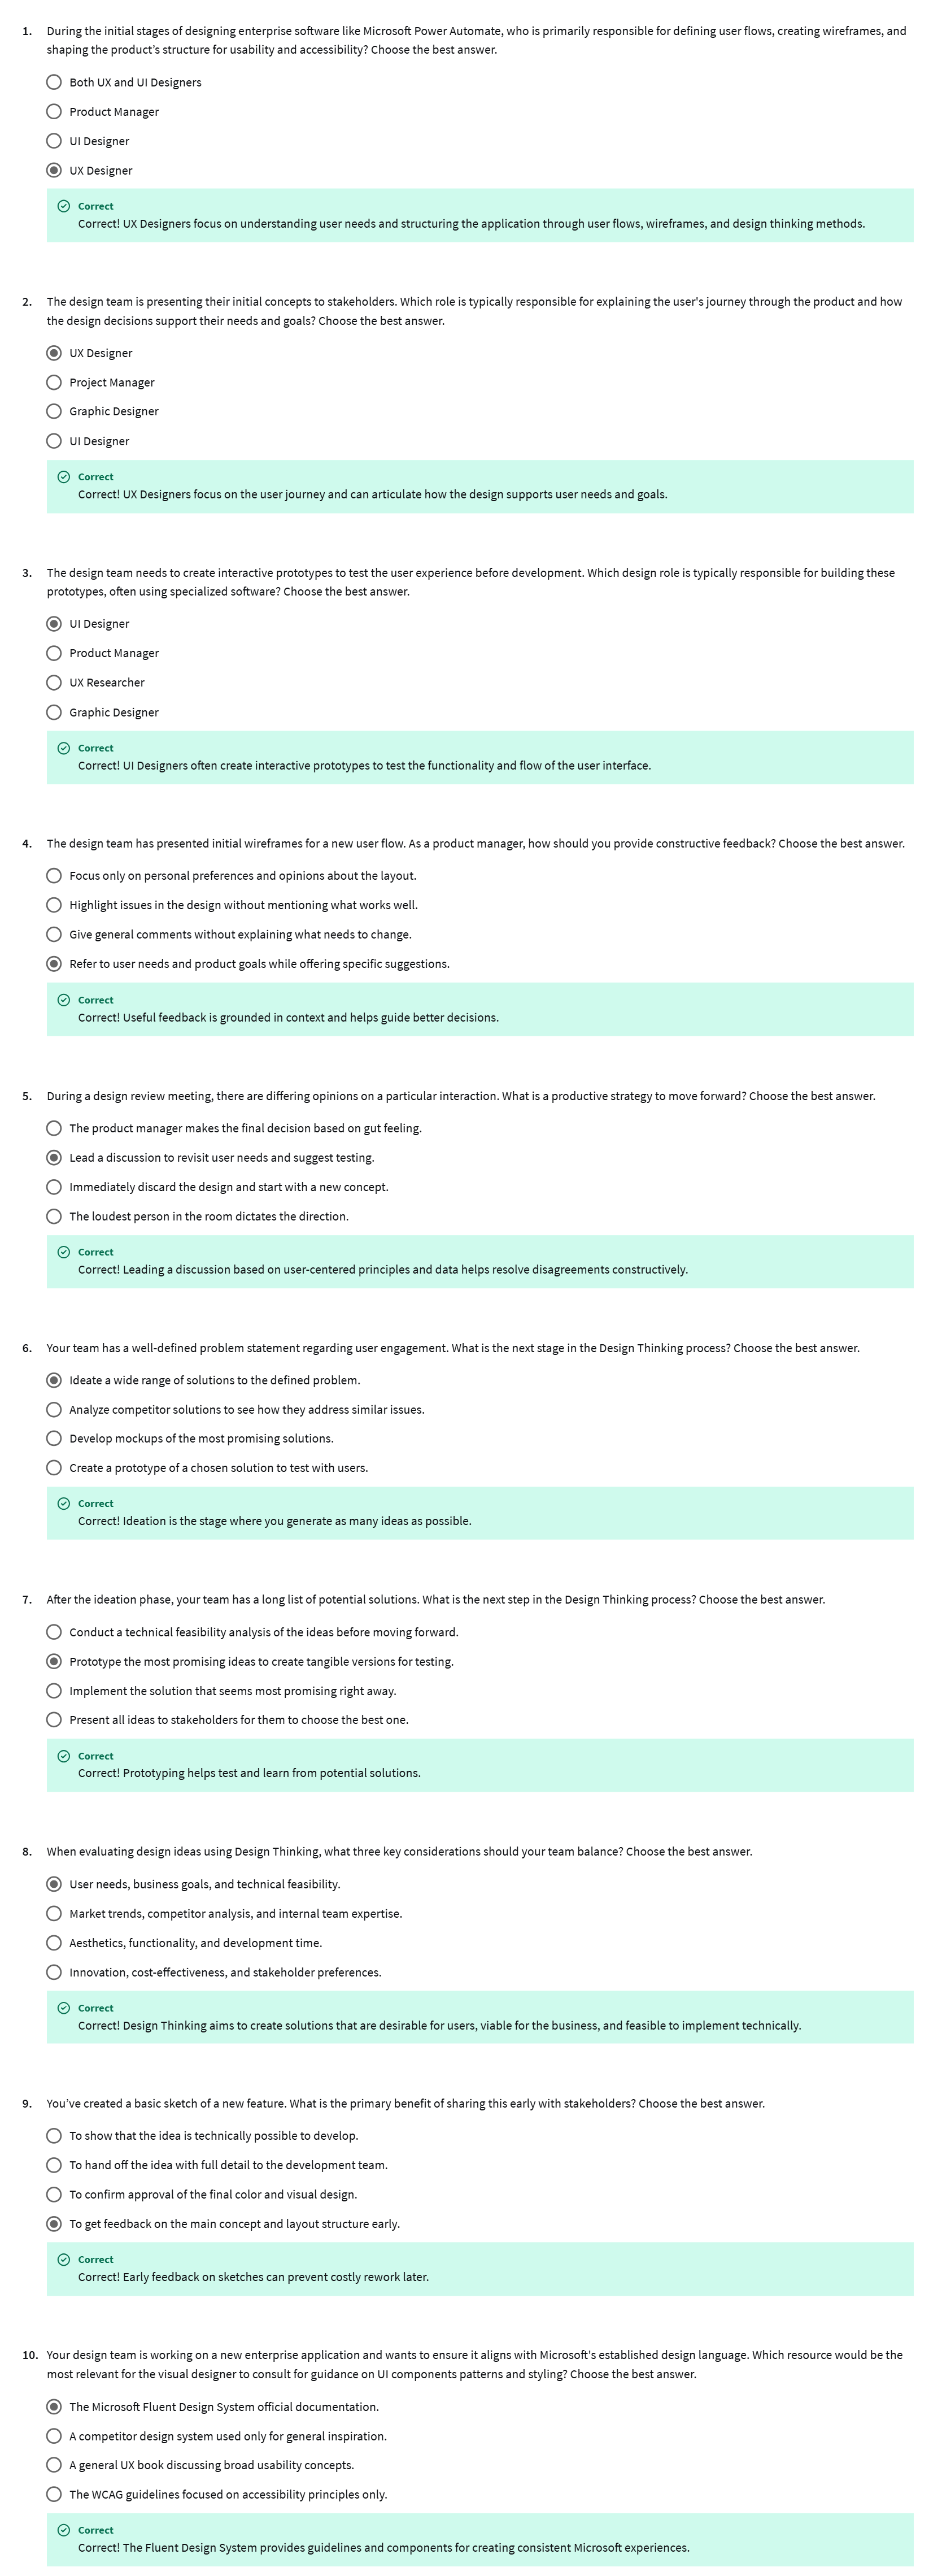 1. During the initial stages of designing enterprise software like Microsoft Power Automate, who is primarily responsible for defining user flows, creating wireframes, and
shaping the product’s structure for usability and accessibility? Choose the best answer.
Both UX and UI Designers
Product Manager
UI Designer
UX Designer
Correct
Correct! UX Designers focus on understanding user needs and structuring the application through user flows, wireframes, and design thinking methods.
2. The design team is presenting their initial concepts to stakeholders. Which role is typically responsible for explaining the user's journey through the product and how
the design decisions support their needs and goals? Choose the best answer.
UX Designer
Project Manager
Graphic Designer
UI Designer
Correct
Correct! UX Designers focus on the user journey and can articulate how the design supports user needs and goals.
3. The design team needs to create interactive prototypes to test the user experience before development. Which design role is typically responsible for building these
prototypes, often using specialized software? Choose the best answer.
UI Designer
Product Manager
UX Researcher
Graphic Designer
Correct
Correct! UI Designers often create interactive prototypes to test the functionality and flow of the user interface.
4. The design team has presented initial wireframes for a new user flow. As a product manager, how should you provide constructive feedback? Choose the best answer.
Focus only on personal preferences and opinions about the layout.
Highlight issues in the design without mentioning what works well.
Give general comments without explaining what needs to change.
Refer to user needs and product goals while offering specific suggestions.
Correct
Correct! Useful feedback is grounded in context and helps guide better decisions.
5. During a design review meeting, there are differing opinions on a particular interaction. What is a productive strategy to move forward? Choose the best answer.
The product manager makes the final decision based on gut feeling.
Lead a discussion to revisit user needs and suggest testing.
Immediately discard the design and start with a new concept.
The loudest person in the room dictates the direction.
Correct
Correct! Leading a discussion based on user-centered principles and data helps resolve disagreements constructively.
6. Your team has a well-defined problem statement regarding user engagement. What is the next stage in the Design Thinking process? Choose the best answer.
Ideate a wide range of solutions to the defined problem.
Analyze competitor solutions to see how they address similar issues.
Develop mockups of the most promising solutions.
Create a prototype of a chosen solution to test with users.
Correct
Correct! Ideation is the stage where you generate as many ideas as possible.
7. After the ideation phase, your team has a long list of potential solutions. What is the next step in the Design Thinking process? Choose the best answer.
Conduct a technical feasibility analysis of the ideas before moving forward.
Prototype the most promising ideas to create tangible versions for testing.
Implement the solution that seems most promising right away.
Present all ideas to stakeholders for them to choose the best one.
Correct
Correct! Prototyping helps test and learn from potential solutions.
8. When evaluating design ideas using Design Thinking, what three key considerations should your team balance? Choose the best answer.
User needs, business goals, and technical feasibility.
Market trends, competitor analysis, and internal team expertise.
Aesthetics, functionality, and development time.
Innovation, cost-effectiveness, and stakeholder preferences.
Correct
Correct! Design Thinking aims to create solutions that are desirable for users, viable for the business, and feasible to implement technically.
9. You’ve created a basic sketch of a new feature. What is the primary benefit of sharing this early with stakeholders? Choose the best answer.
To show that the idea is technically possible to develop.
To hand off the idea with full detail to the development team.
To confirm approval of the final color and visual design.
To get feedback on the main concept and layout structure early.
Correct
Correct! Early feedback on sketches can prevent costly rework later.
10. Your design team is working on a new enterprise application and wants to ensure it aligns with Microsoft's established design language. Which resource would be the
most relevant for the visual designer to consult for guidance on UI components patterns and styling? Choose the best answer.
The Microsoft Fluent Design System official documentation.
A competitor design system used only for general inspiration.
A general UX book discussing broad usability concepts.
The WCAG guidelines focused on accessibility principles only.
Correct
Correct! The Fluent Design System provides guidelines and components for creating consistent Microsoft experiences.